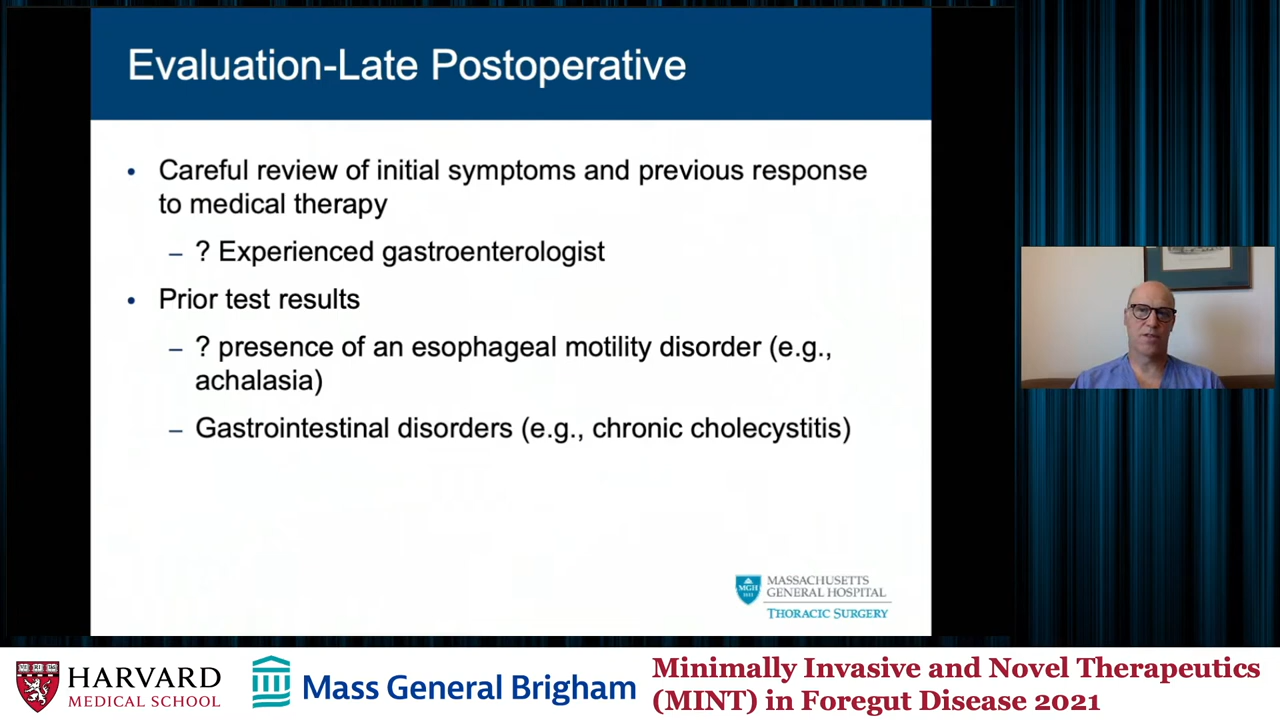 Evaluation-Late Postoperative
• Careful review of initial symptoms and previous response
to medical therapy
– ? Experienced gastroenterologist
• Prior test results
– ? presence of an esophageal motility disorder (e.g.,
achalasia)
– Gastrointestinal disorders (e.g., chronic cholecystitis)
MGH
1811
MASSACHUSETTS
GENERAL HOSPITAL
THORACIC SURGERY
HARVARD
MEDICAL SCHOOL
Mass General Brigham
Minimally Invasive and Novel Therapeutics
(MINT) in Foregut Disease 2021